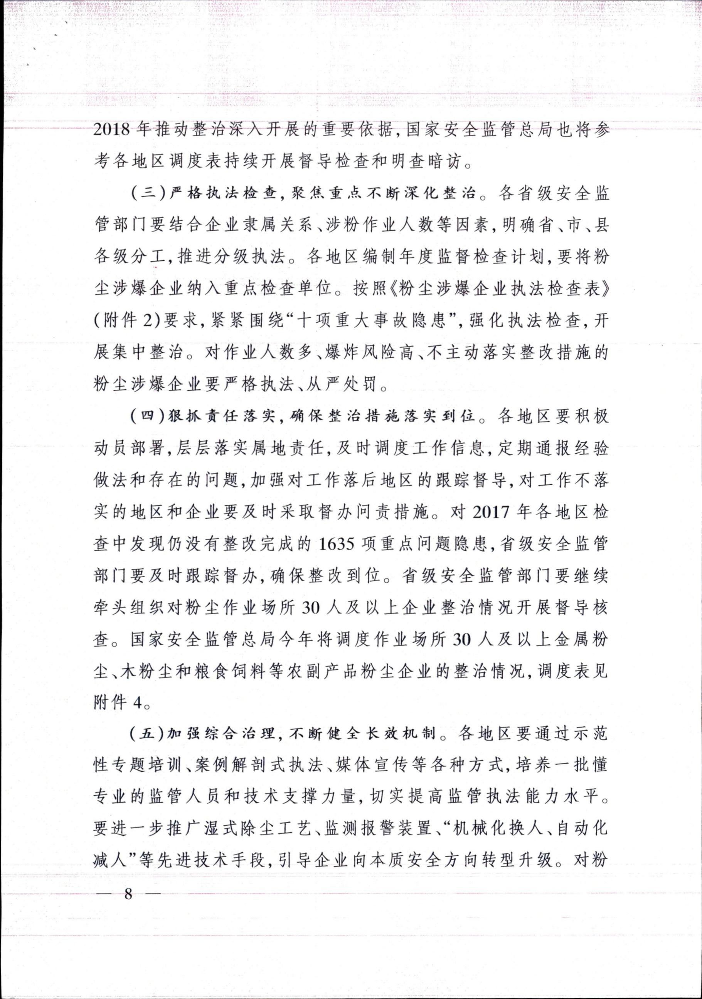 2018 年推动整治深入开展的重要依据,国家安全监管总局也将参
考各地区调度表持续开展督导检查和明查暗访。
(三)严格执法检查,聚焦重点不断深化整治。各省级安全监
管部门要结合企业隶属关系、涉粉作业人数等因素,明确省、市、县
各级分工,推进分级执法。各地区编制年度监督检查计划,要将粉
尘涉爆企业纳入重点检查单位。按照《粉尘涉爆企业执法检查表》
(附件 2)要求,紧紧围绕“十项重大事故隐患”,强化执法检查,开
展集中整治。对作业人数多、爆炸风险高、不主动落实整改措施的
粉尘涉爆企业要严格执法、从严处罚。
(四)狠抓责任落实,确保整治措施落实到位。各地区要积极
动员部署,层层落实属地责任,及时调度工作信息,定期通报经验
做法和存在的问题,加强对工作落后地区的跟踪督导,对工作不落
实的地区和企业要及时采取督办问责措施。对 2017 年各地区检
查中发现仍没有整改完成的 1635 项重点问题隐患,省级安全监管
部门要及时跟踪督办,确保整改到位。省级安全监管部门要继续
牵头组织对粉尘作业场所 30 人及以上企业整治情况开展督导核
查。国家安全监管总局今年将调度作业场所 30 人及以上金属粉
尘、木粉尘和粮食饲料等农副产品粉尘企业的整治情况,调度表见
附件 4。
(五)加强综合治理,不断健全长效机制。各地区要通过示范
性专题培训、案例解剖式执法、媒体宣传等各种方式,培养一批懂
专业的监管人员和技术支撑力量,切实提高监管执法能力水平。
要进一步推广湿式除尘工艺、监测报警装置、“机械化换人、自动化
减人”等先进技术手段,引导企业向本质安全方向转型升级。对粉
— 8 —